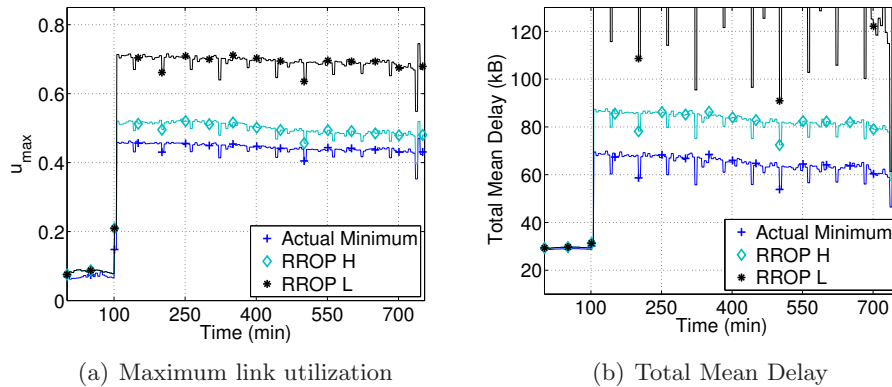 0.8
0.6
0.4
0.2
0
u_max
100 250 400 550 700
Time (min)
Actual Minimum
RROP H
RROP L
(a) Maximum link utilization
120
100
80
60
40
20
Total Mean Delay (kB)
100 250 400 550 700
Time (min)
Actual Minimum
RROP H
RROP L
(b) Total Mean Delay